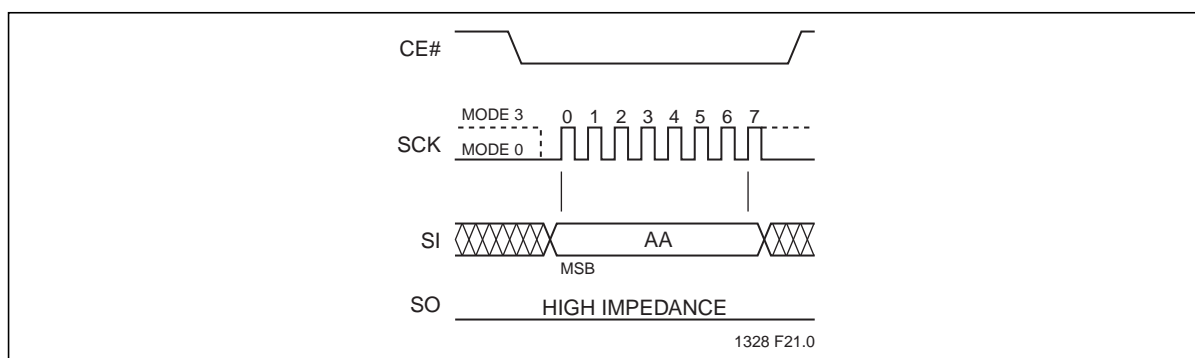 CE#
MODE 3
0 1 2 3 4 5 6 7
SCK
MODE 0
SI
AA
MSB
SO
HIGH IMPEDANCE
1328 F21.0